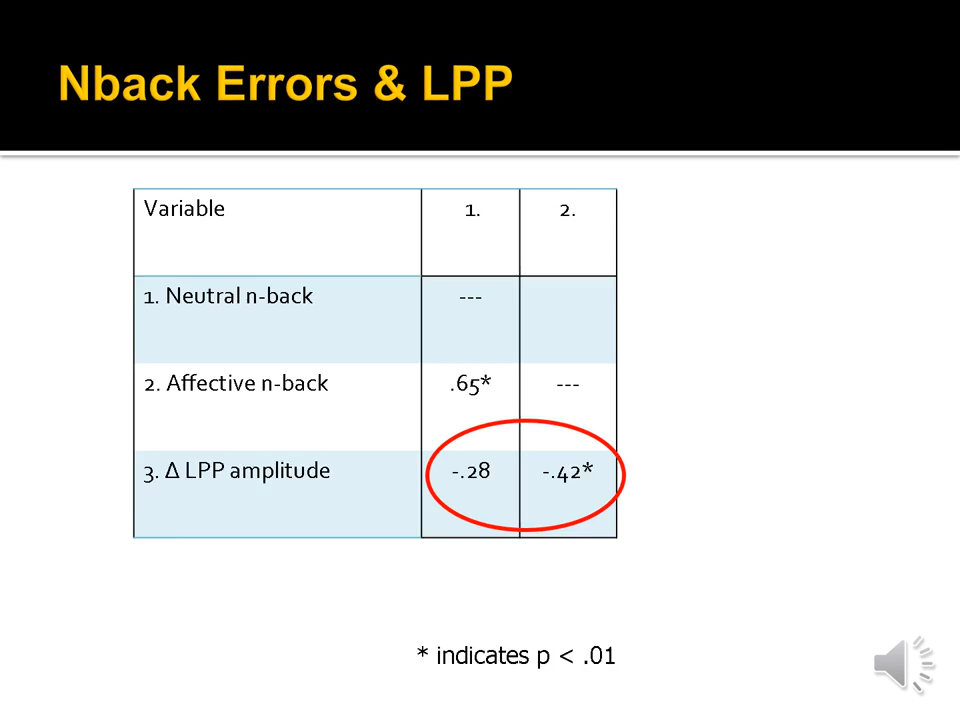 Nback Errors & LPP
Variable 1. 2.
1. Neutral n-back ---
2. Affective n-back .65* ---
3. Δ LPP amplitude -.28 -.42*
* indicates p < .01